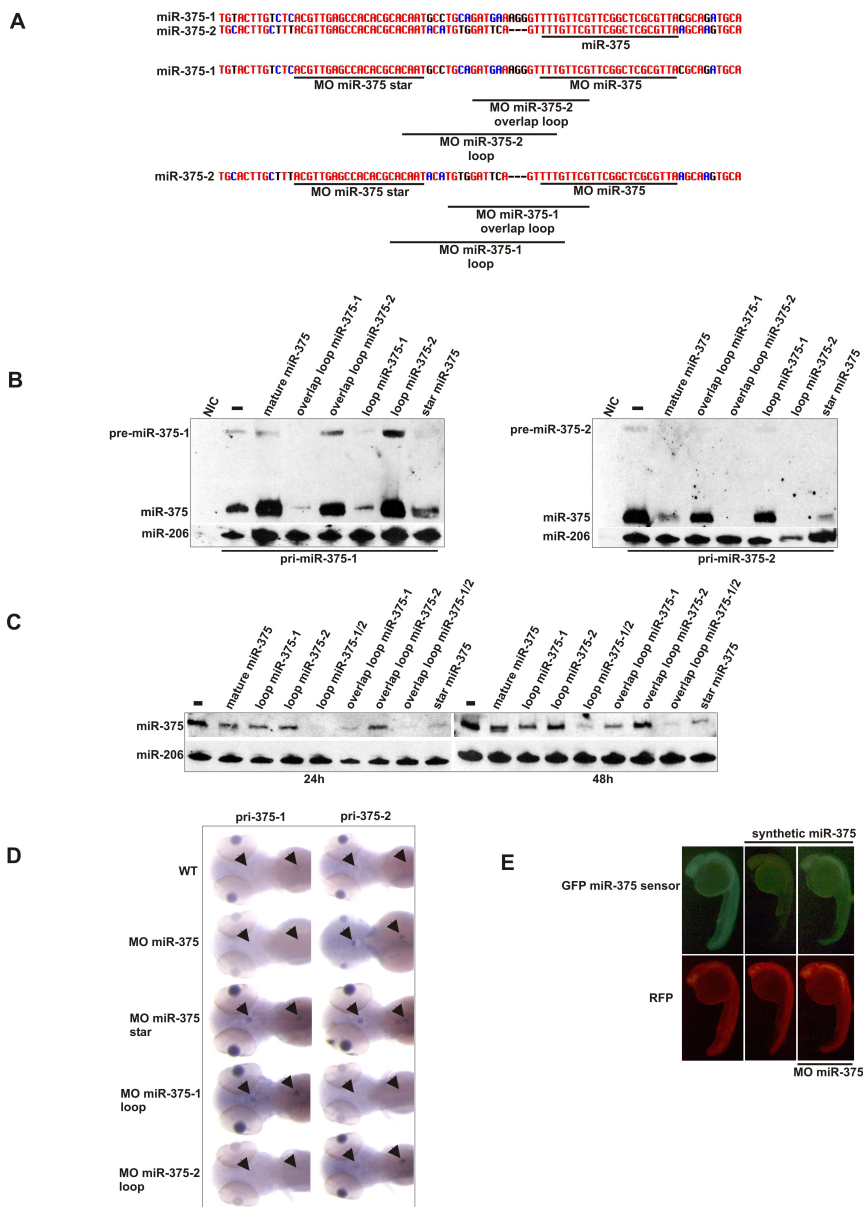 A
miR-375-1 TGTACTTGTCTCACGTTGAGCCACACGCACAATGCCTGCAGATGAAAGGGTTTTGTTCGTTCGGCTCGCGTTACGCAGATGCA
miR-375-2 TGCACTTGCTTTACGTTGAGCCACACGCACAATACATGTGGATTCA---GTTTTGTTCGTTCGGCTCGCGTTAAGCAAGTGCA
miR-375
miR-375-1 TGTACTTGTCTCACGTTGAGCCACACGCACAATGCCTGCAGATGAAAGGGTTTTGTTCGTTCGGCTCGCGTTACGCAGATGCA
MO miR-375 star MO miR-375
MO miR-375-2
overlap loop
MO miR-375-2
loop
miR-375-2 TGCACTTGCTTTACGTTGAGCCACACGCACAATACATGTGGATTCA---GTTTTGTTCGTTCGGCTCGCGTTAAGCAAGTGCA
MO miR-375 star MO miR-375
MO miR-375-1
overlap loop
MO miR-375-1
loop
B
NIC
–
mature miR-375
overlap loop miR-375-1
overlap loop miR-375-2
loop miR-375-1
loop miR-375-2
star miR-375
pre-miR-375-1
miR-375
miR-206
pri-miR-375-1
NIC
–
mature miR-375
overlap loop miR-375-1
overlap loop miR-375-2
loop miR-375-1
loop miR-375-2
star miR-375
pre-miR-375-2
miR-375
miR-206
pri-miR-375-2
C
–
mature miR-375
loop miR-375-1
loop miR-375-2
loop miR-375-1/2
overlap loop miR-375-1
overlap loop miR-375-2
overlap loop miR-375-1/2
star miR-375
–
mature miR-375
loop miR-375-1
loop miR-375-2
loop miR-375-1/2
overlap loop miR-375-1
overlap loop miR-375-2
overlap loop miR-375-1/2
star miR-375
miR-375
miR-206
24h 48h
D
pri-375-1 pri-375-2
WT
MO miR-375
MO miR-375
star
MO miR-375-1
loop
MO miR-375-2
loop
E
synthetic miR-375
GFP miR-375 sensor
RFP
MO miR-375